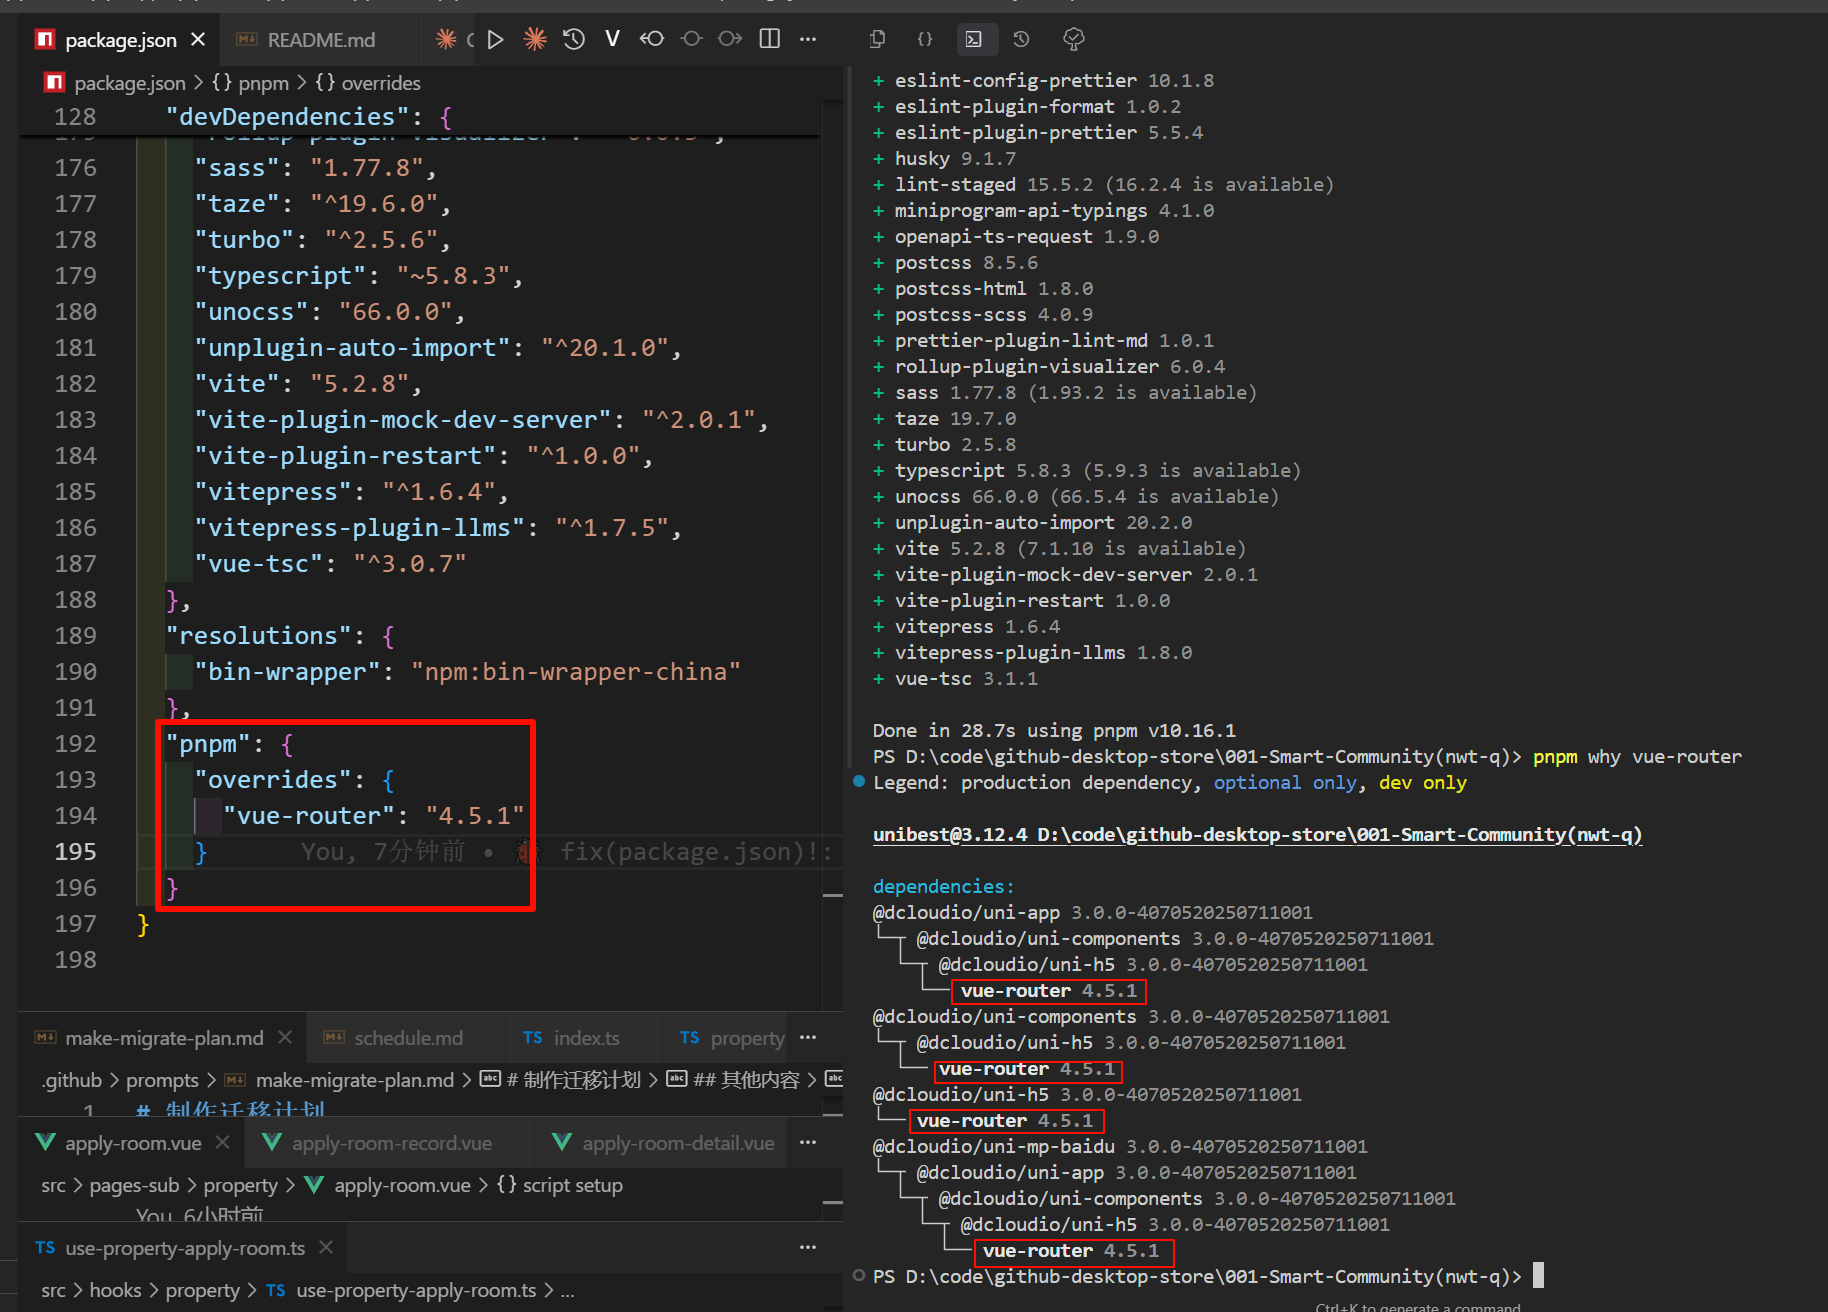 package.json
README.md
package.json > {} pnpm > {} overrides
128 "devDependencies": {
176 "sass": "1.77.8",
177 "taze": "^19.6.0",
178 "turbo": "^2.5.6",
179 "typescript": "~5.8.3",
180 "unocss": "66.0.0",
181 "unplugin-auto-import": "^20.1.0",
182 "vite": "5.2.8",
183 "vite-plugin-mock-dev-server": "^2.0.1",
184 "vite-plugin-restart": "^1.0.0",
185 "vitepress": "^1.6.4",
186 "vitepress-plugin-llms": "^1.7.5",
187 "vue-tsc": "^3.0.7"
188 },
189 "resolutions": {
190 "bin-wrapper": "npm:bin-wrapper-china"
191 },
192 "pnpm": {
193 "overrides": {
194 "vue-router": "4.5.1"
195 } You, 7分钟前 • fix(package.json)!:
196 }
197 }
198
make-migrate-plan.md
schedule.md
TS index.ts
TS property
.github > prompts > make-migrate-plan.md > # 制作迁移计划 > ## 其他内容 >
1 # 制作迁移计划
apply-room.vue
apply-room-record.vue
apply-room-detail.vue
src > pages-sub > property > apply-room.vue > {} script setup
You, 6小时前
TS use-property-apply-room.ts
src > hooks > property > TS use-property-apply-room.ts > ...
+ eslint-config-prettier 10.1.8
+ eslint-plugin-format 1.0.2
+ eslint-plugin-prettier 5.5.4
+ husky 9.1.7
+ lint-staged 15.5.2 (16.2.4 is available)
+ miniprogram-api-typings 4.1.0
+ openapi-ts-request 1.9.0
+ postcss 8.5.6
+ postcss-html 1.8.0
+ postcss-scss 4.0.9
+ prettier-plugin-lint-md 1.0.1
+ rollup-plugin-visualizer 6.0.4
+ sass 1.77.8 (1.93.2 is available)
+ taze 19.7.0
+ turbo 2.5.8
+ typescript 5.8.3 (5.9.3 is available)
+ unocss 66.0.0 (66.5.4 is available)
+ unplugin-auto-import 20.2.0
+ vite 5.2.8 (7.1.10 is available)
+ vite-plugin-mock-dev-server 2.0.1
+ vite-plugin-restart 1.0.0
+ vitepress 1.6.4
+ vitepress-plugin-llms 1.8.0
+ vue-tsc 3.1.1
Done in 28.7s using pnpm v10.16.1
PS D:\code\github-desktop-store\001-Smart-Community(nwt-q)> pnpm why vue-router
Legend: production dependency, optional only, dev only
unibest@3.12.4 D:\code\github-desktop-store\001-Smart-Community(nwt-q)
dependencies:
@dcloudio/uni-app 3.0.0-4070520250711001
@dcloudio/uni-components 3.0.0-4070520250711001
@dcloudio/uni-h5 3.0.0-4070520250711001
vue-router 4.5.1
@dcloudio/uni-components 3.0.0-4070520250711001
@dcloudio/uni-h5 3.0.0-4070520250711001
vue-router 4.5.1
@dcloudio/uni-h5 3.0.0-4070520250711001
vue-router 4.5.1
@dcloudio/uni-mp-baidu 3.0.0-4070520250711001
@dcloudio/uni-app 3.0.0-4070520250711001
@dcloudio/uni-components 3.0.0-4070520250711001
@dcloudio/uni-h5 3.0.0-4070520250711001
vue-router 4.5.1
PS D:\code\github-desktop-store\001-Smart-Community(nwt-q)>
Ctrl+K to generate a command